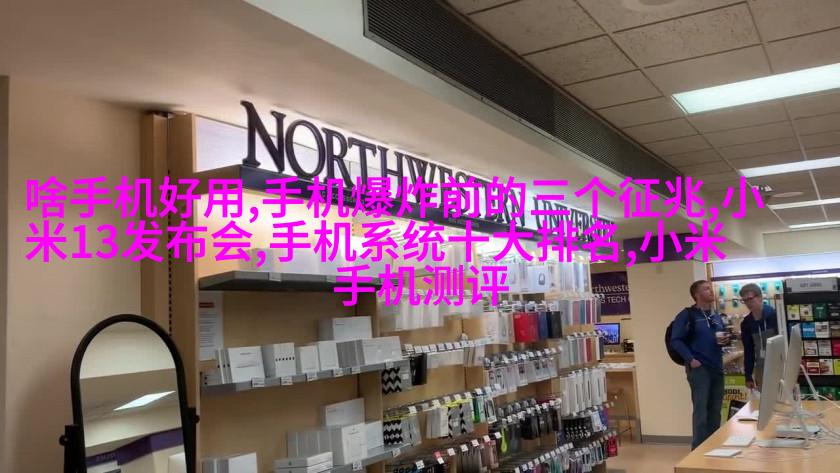 NORTHWESTERN UNIVERSITY
啥手机好用,手机爆炸前的三个征兆,小
米13发布会,手机系统十大排名,小米
手机测评